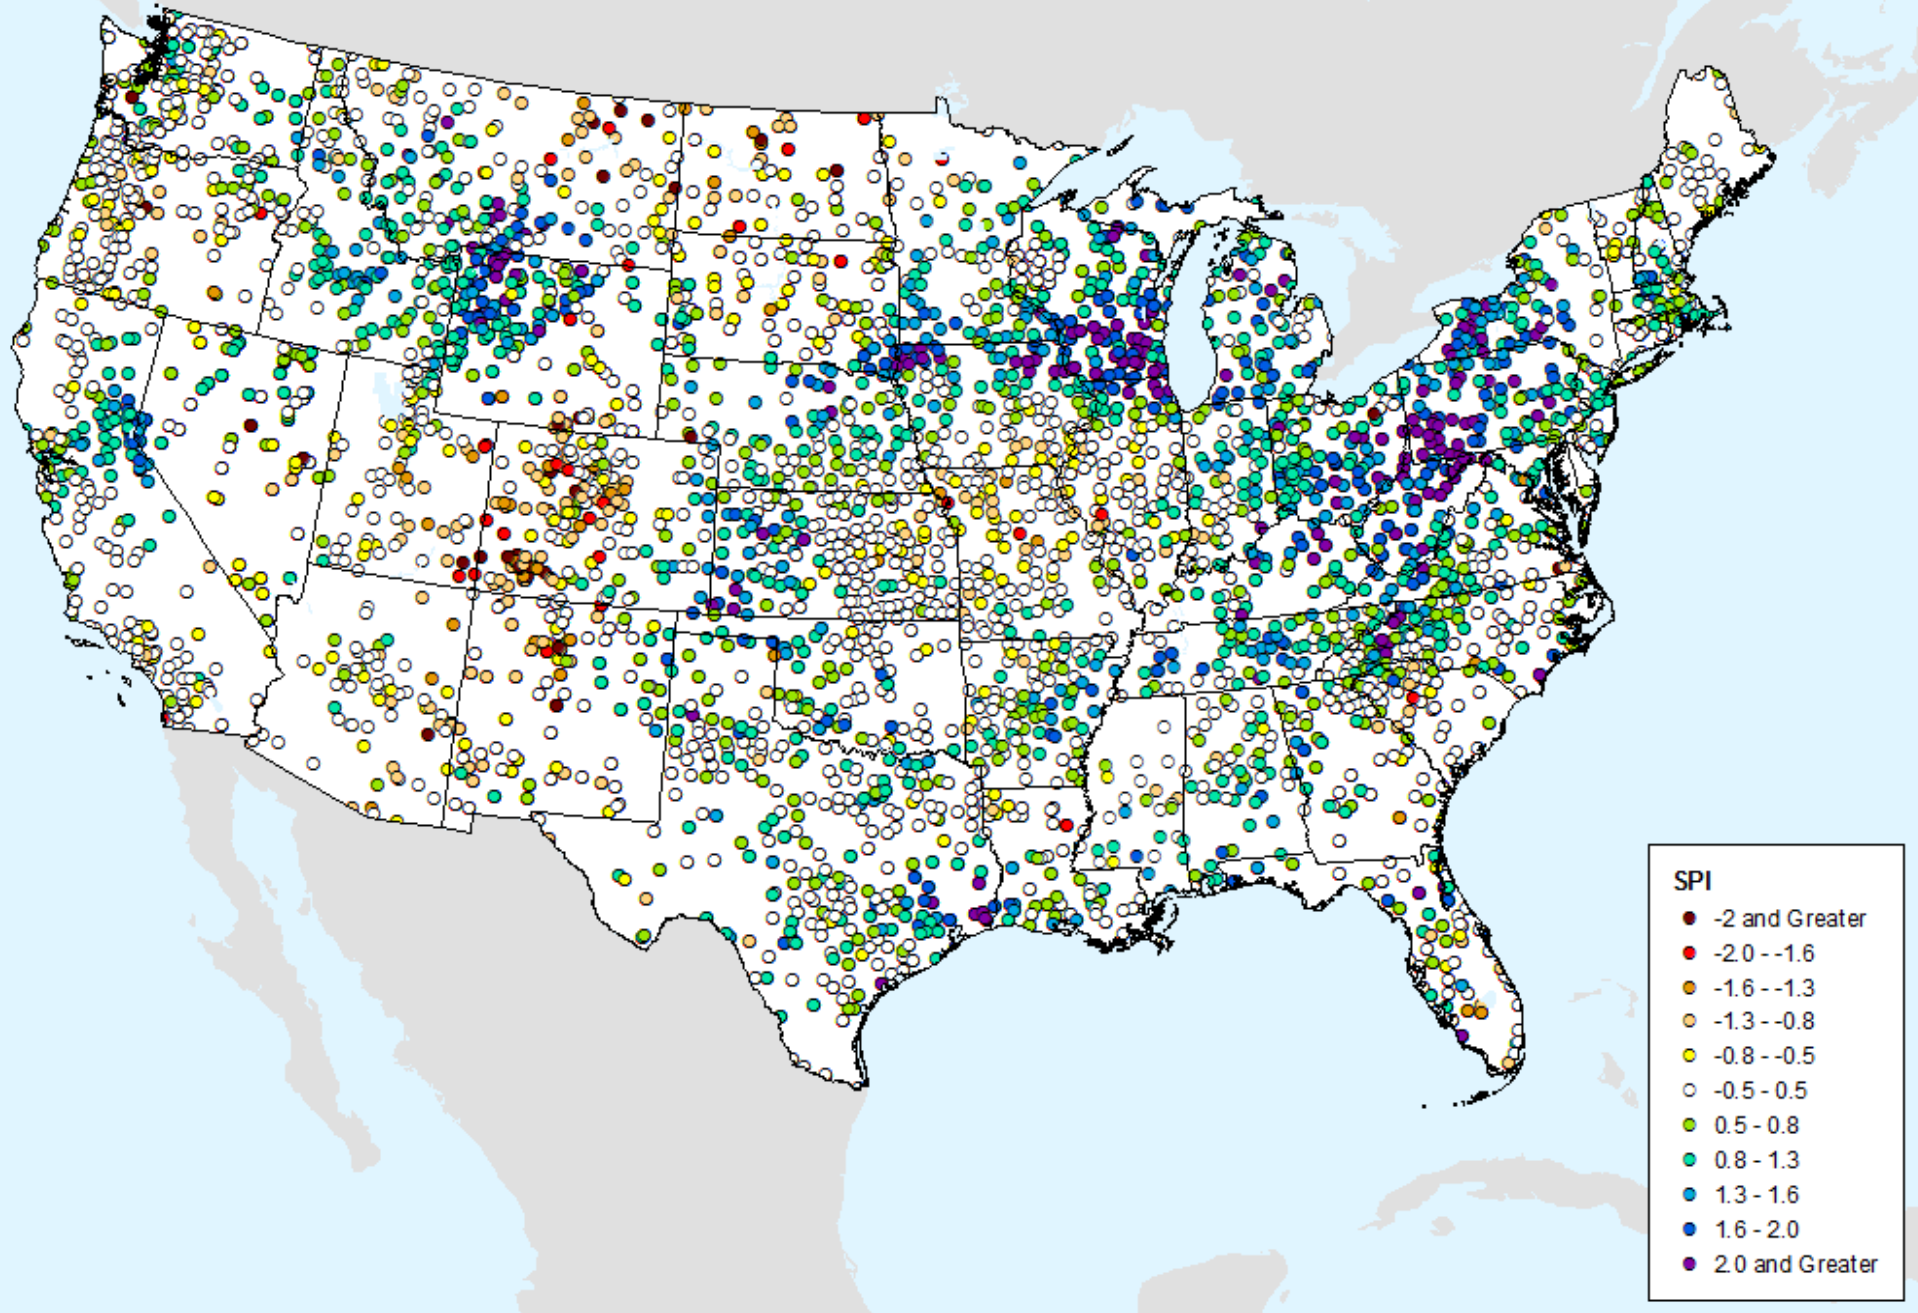 SPI
-2 and Greater
-2.0 - -1.6
-1.6 - -1.3
-1.3 - -0.8
-0.8 - -0.5
-0.5 - 0.5
0.5 - 0.8
0.8 - 1.3
1.3 - 1.6
1.6 - 2.0
2.0 and Greater